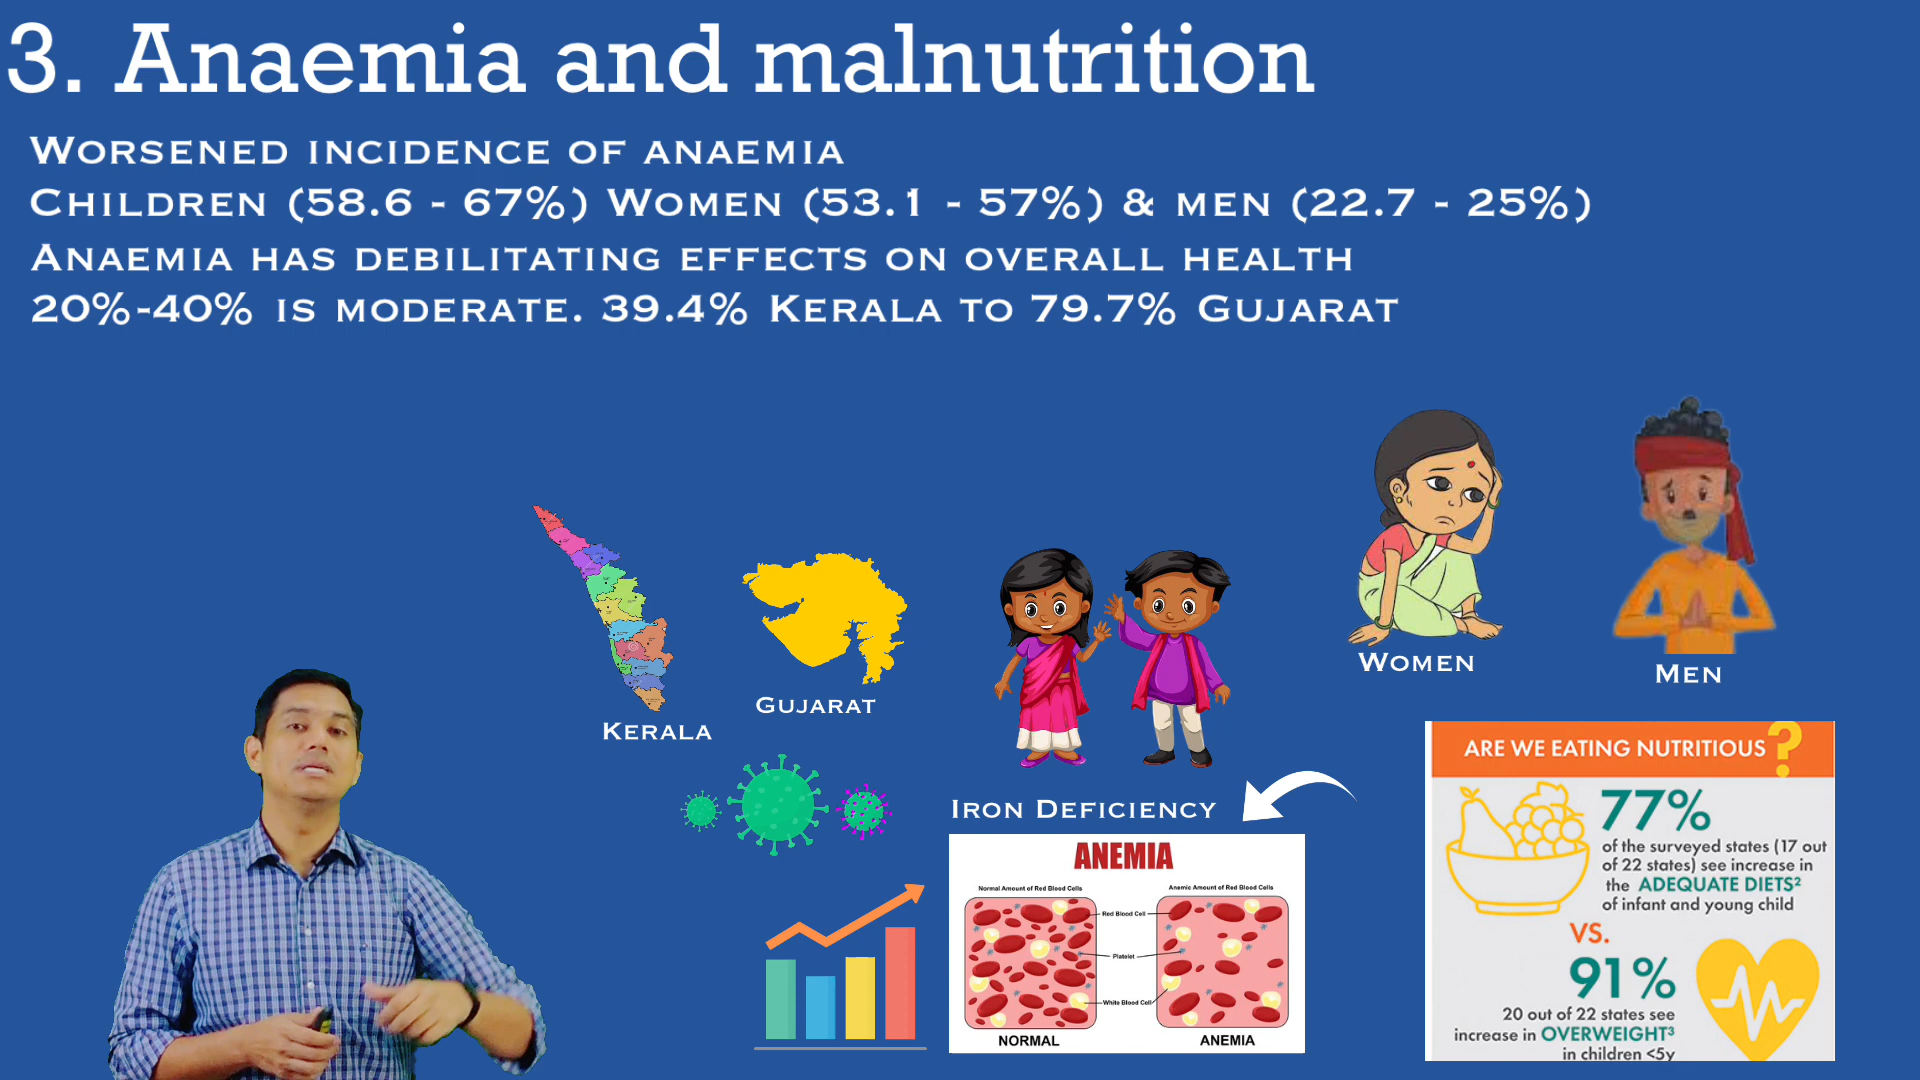 3. Anaemia and malnutrition
WORSENED INCIDENCE OF ANAEMIA
CHILDREN (58.6 - 67%) WOMEN (53.1 - 57%) & MEN (22.7 - 25%)
ANAEMIA HAS DEBILITATING EFFECTS ON OVERALL HEALTH
20%-40% IS MODERATE. 39.4% KERALA TO 79.7% GUJARAT
WOMEN
MEN
GUJARAT
KERALA
IRON DEFICIENCY
ANEMIA
Normal Amount of Red Blood Cells
Anemic Amount of Red Blood Cells
Red Blood Cell
Platelet
White Blood Cell
NORMAL
ANEMIA
ARE WE EATING NUTRITIOUS?
77%
of the surveyed states (17 out
of 22 states) see increase in
the ADEQUATE DIETS²
of infant and young child
VS.
91%
20 out of 22 states see
increase in OVERWEIGHT³
in children <5y